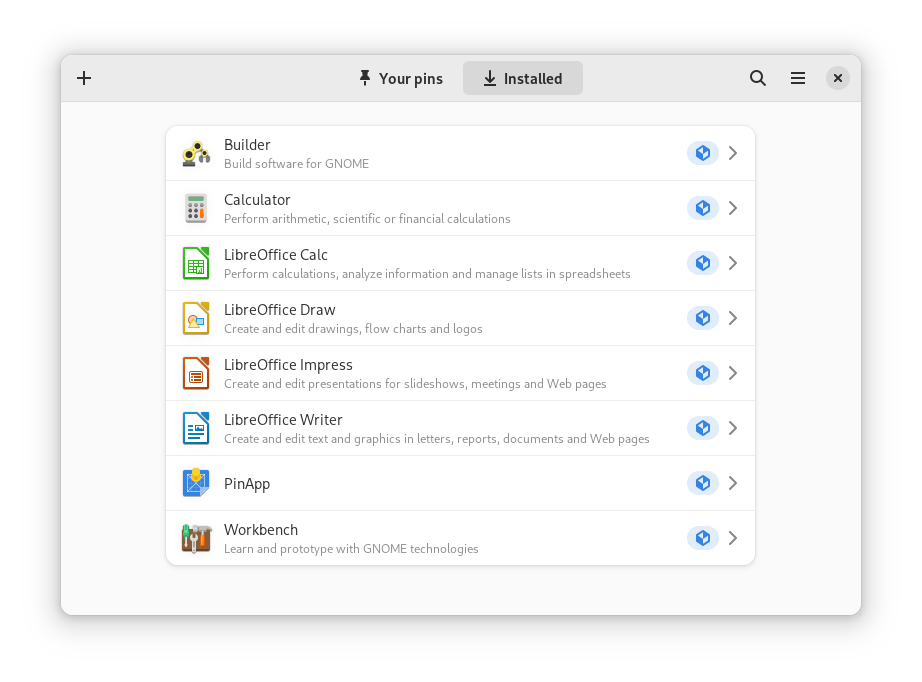 Your pins
Installed
Builder
Build software for GNOME
Calculator
Perform arithmetic, scientific or financial calculations
LibreOffice Calc
Perform calculations, analyze information and manage lists in spreadsheets
LibreOffice Draw
Create and edit drawings, flow charts and logos
LibreOffice Impress
Create and edit presentations for slideshows, meetings and Web pages
LibreOffice Writer
Create and edit text and graphics in letters, reports, documents and Web pages
PinApp
Workbench
Learn and prototype with GNOME technologies